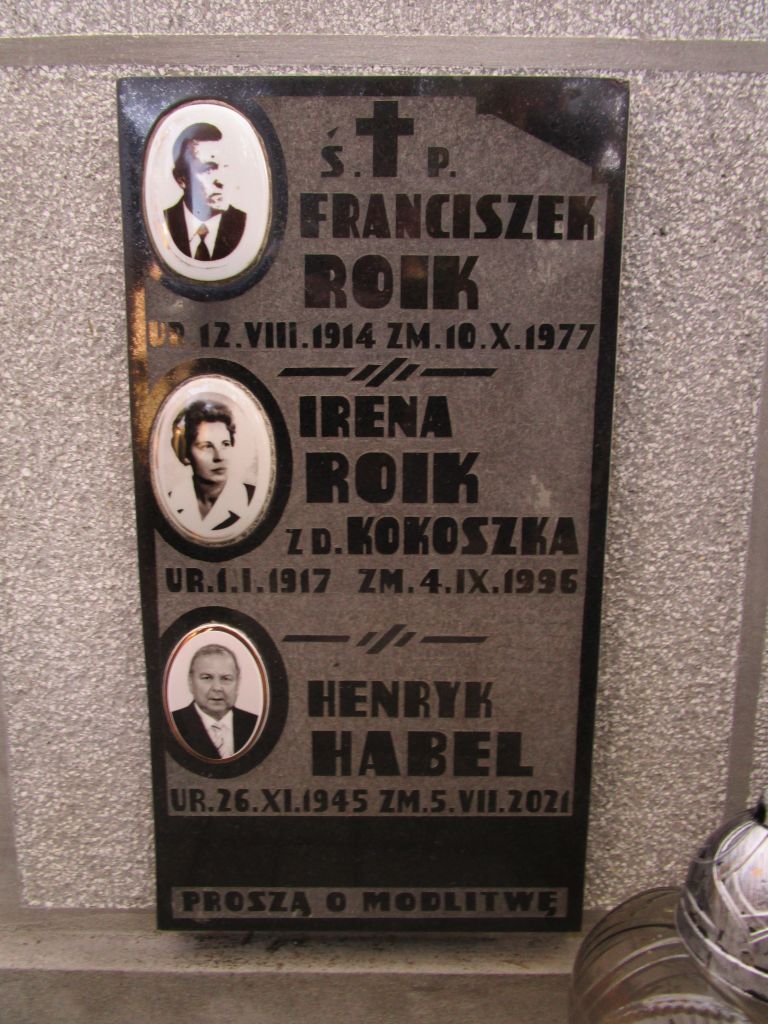 Ś. P.
FRANCISZEK
ROIK
UR. 12. VIII. 1914 ZM. 10. X. 1977
IRENA
ROIK
Z D. KOKOSZKA
UR. 1. I. 1917 ZM. 4. IX. 1996
HENRYK
HABEL
UR. 26. XI. 1945 ZM. 5. VII. 2021
PROSZĄ O MODLITWĘ